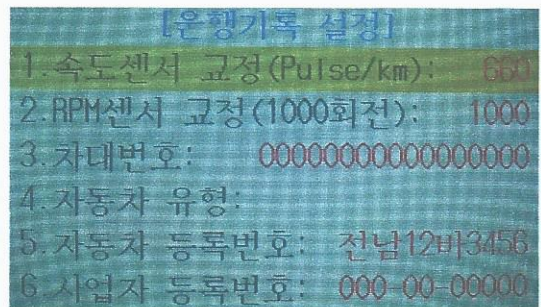 [운행기록 설정]
1.속도센서 교정(Pulse/km): 660
2.RPM센서 교정(1000회전): 1000
3.차대번호: 00000000000000000
4.자동차 유형:
5.자동차 등록번호: 전남12바3456
6.사업자 등록번호: 000-00-00000